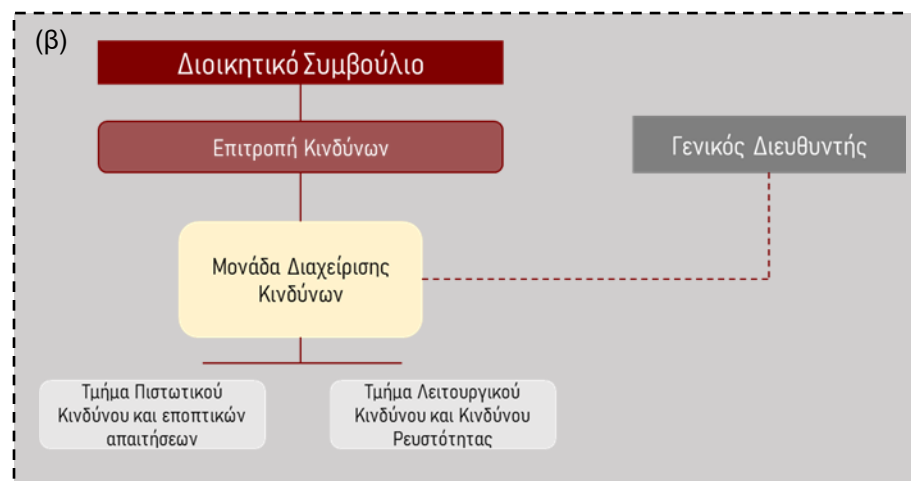 (β)
Διοικητικό Συμβούλιο
Επιτροπή Κινδύνων
Γενικός Διευθυντής
Μονάδα Διαχείρισης
Κινδύνων
Τμήμα Πιστωτικού
Κινδύνου και εποπτικών
απαιτήσεων
Τμήμα Λειτουργικού
Κινδύνου και Κινδύνου
Ρευστότητας